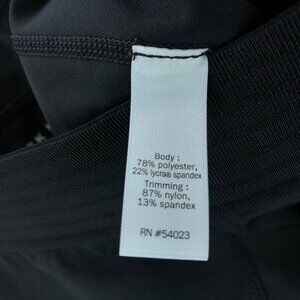 Body :
78% polyester,
22% lycra® spandex
Trimming :
87% nylon,
13% spandex
RN #54023